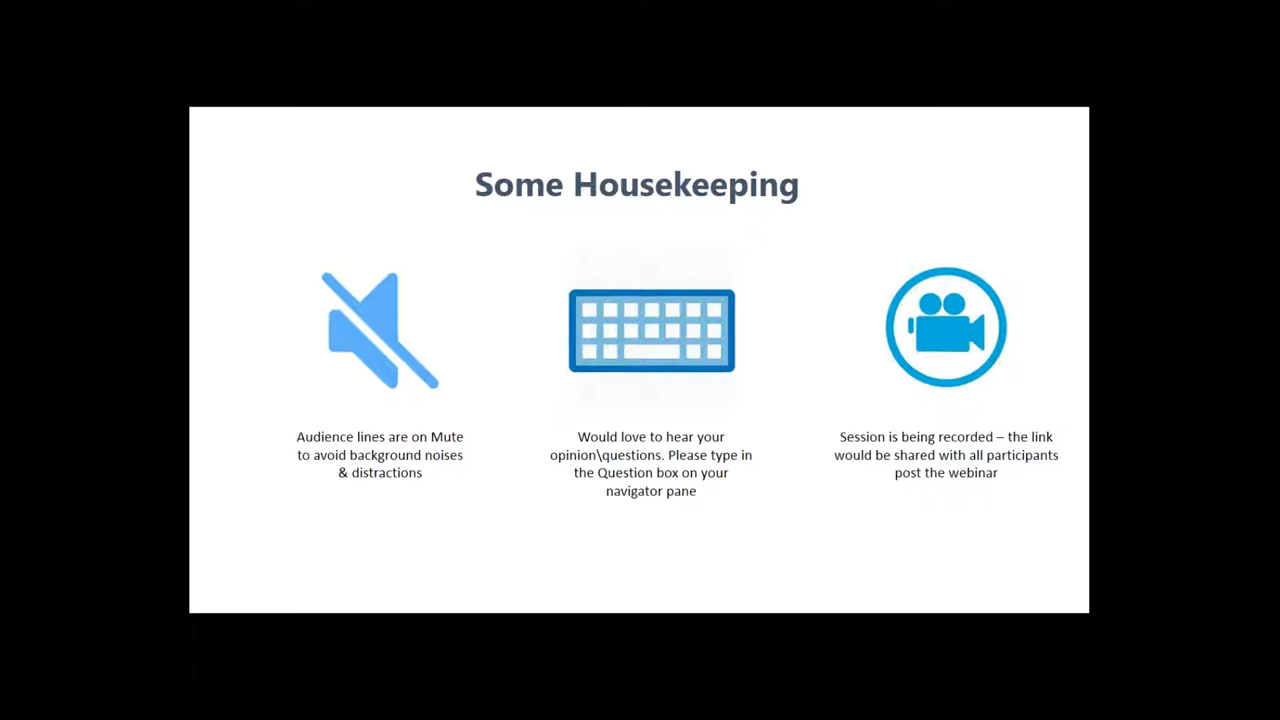 Some Housekeeping
Audience lines are on Mute
to avoid background noises
& distractions
Would love to hear your
opinion\questions. Please type in
the Question box on your
navigator pane
Session is being recorded – the link
would be shared with all participants
post the webinar